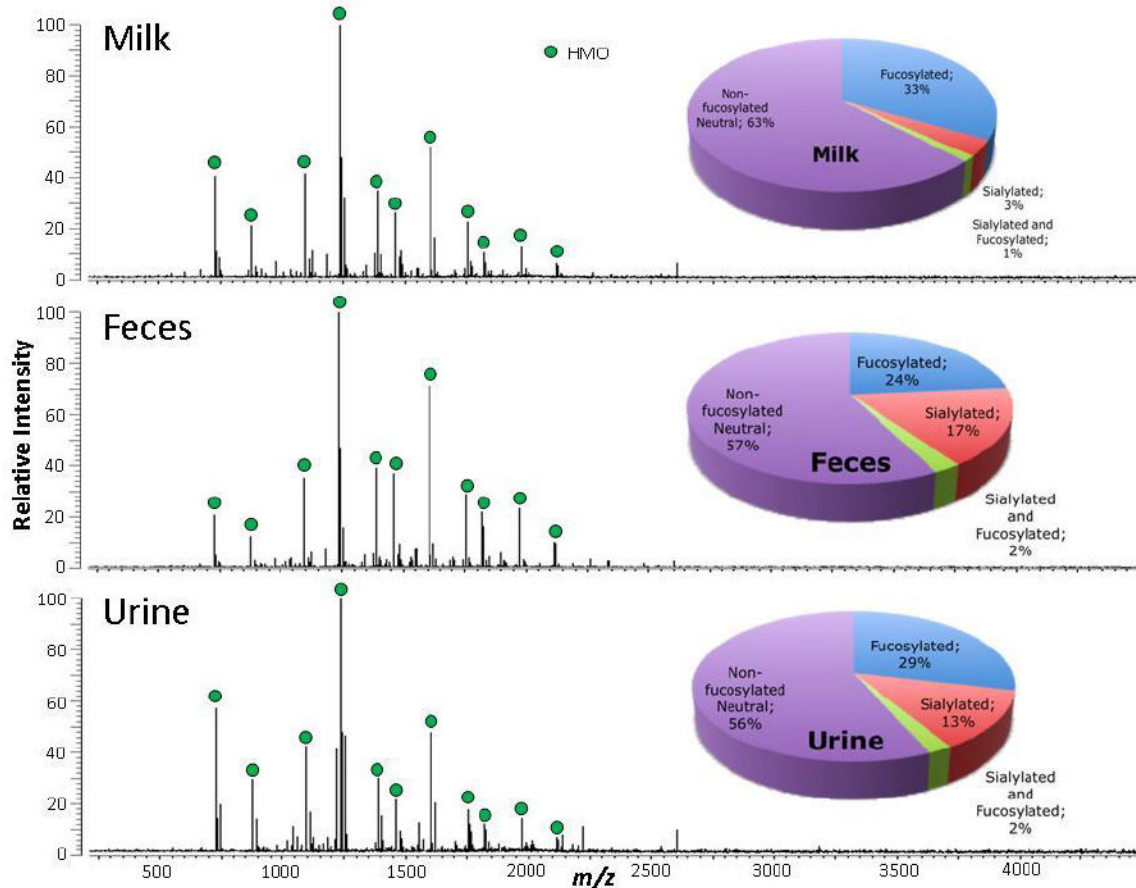 Milk
HMO
100
80
60
40
20
0
Fucosylated;
33%
Non-
fucosylated
Neutral; 63%
Milk
Sialylated;
3%
Sialylated and
Fucosylated;
1%
Feces
100
80
60
40
20
0
Fucosylated;
24%
Non-
fucosylated
Neutral;
57%
Sialylated;
17%
Feces
Sialylated
and
Fucosylated;
2%
Relative Intensity
Urine
100
80
60
40
20
0
Fucosylated;
29%
Non-
fucosylated
Neutral;
56%
Sialylated;
13%
Urine
Sialylated
and
Fucosylated;
2%
500 1000 1500 2000 2500 3000 3500 4000
m/z